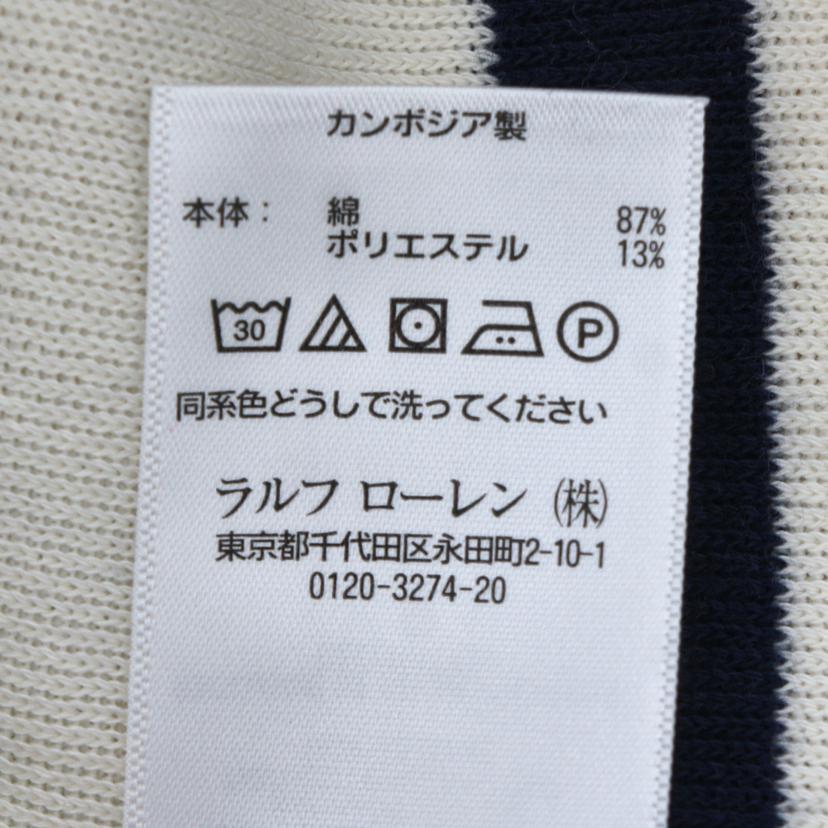 カンボジア製
本体： 綿 87%
ポリエステル 13%
30 P
同系色どうしで洗ってください
ラルフ ローレン （株）
東京都千代田区永田町2-10-1
0120-3274-20